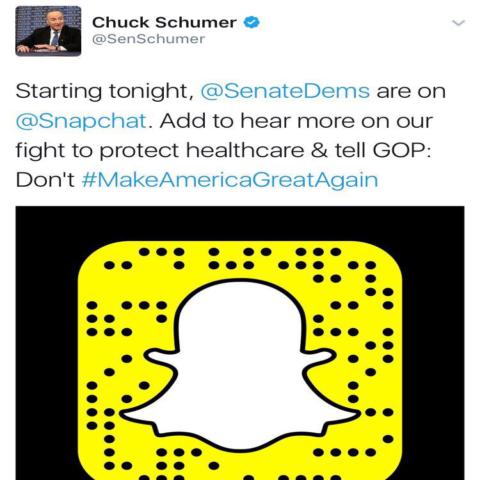 Chuck Schumer
@SenSchumer
Starting tonight, @SenateDems are on
@Snapchat. Add to hear more on our
fight to protect healthcare & tell GOP:
Don't #MakeAmericaGreatAgain